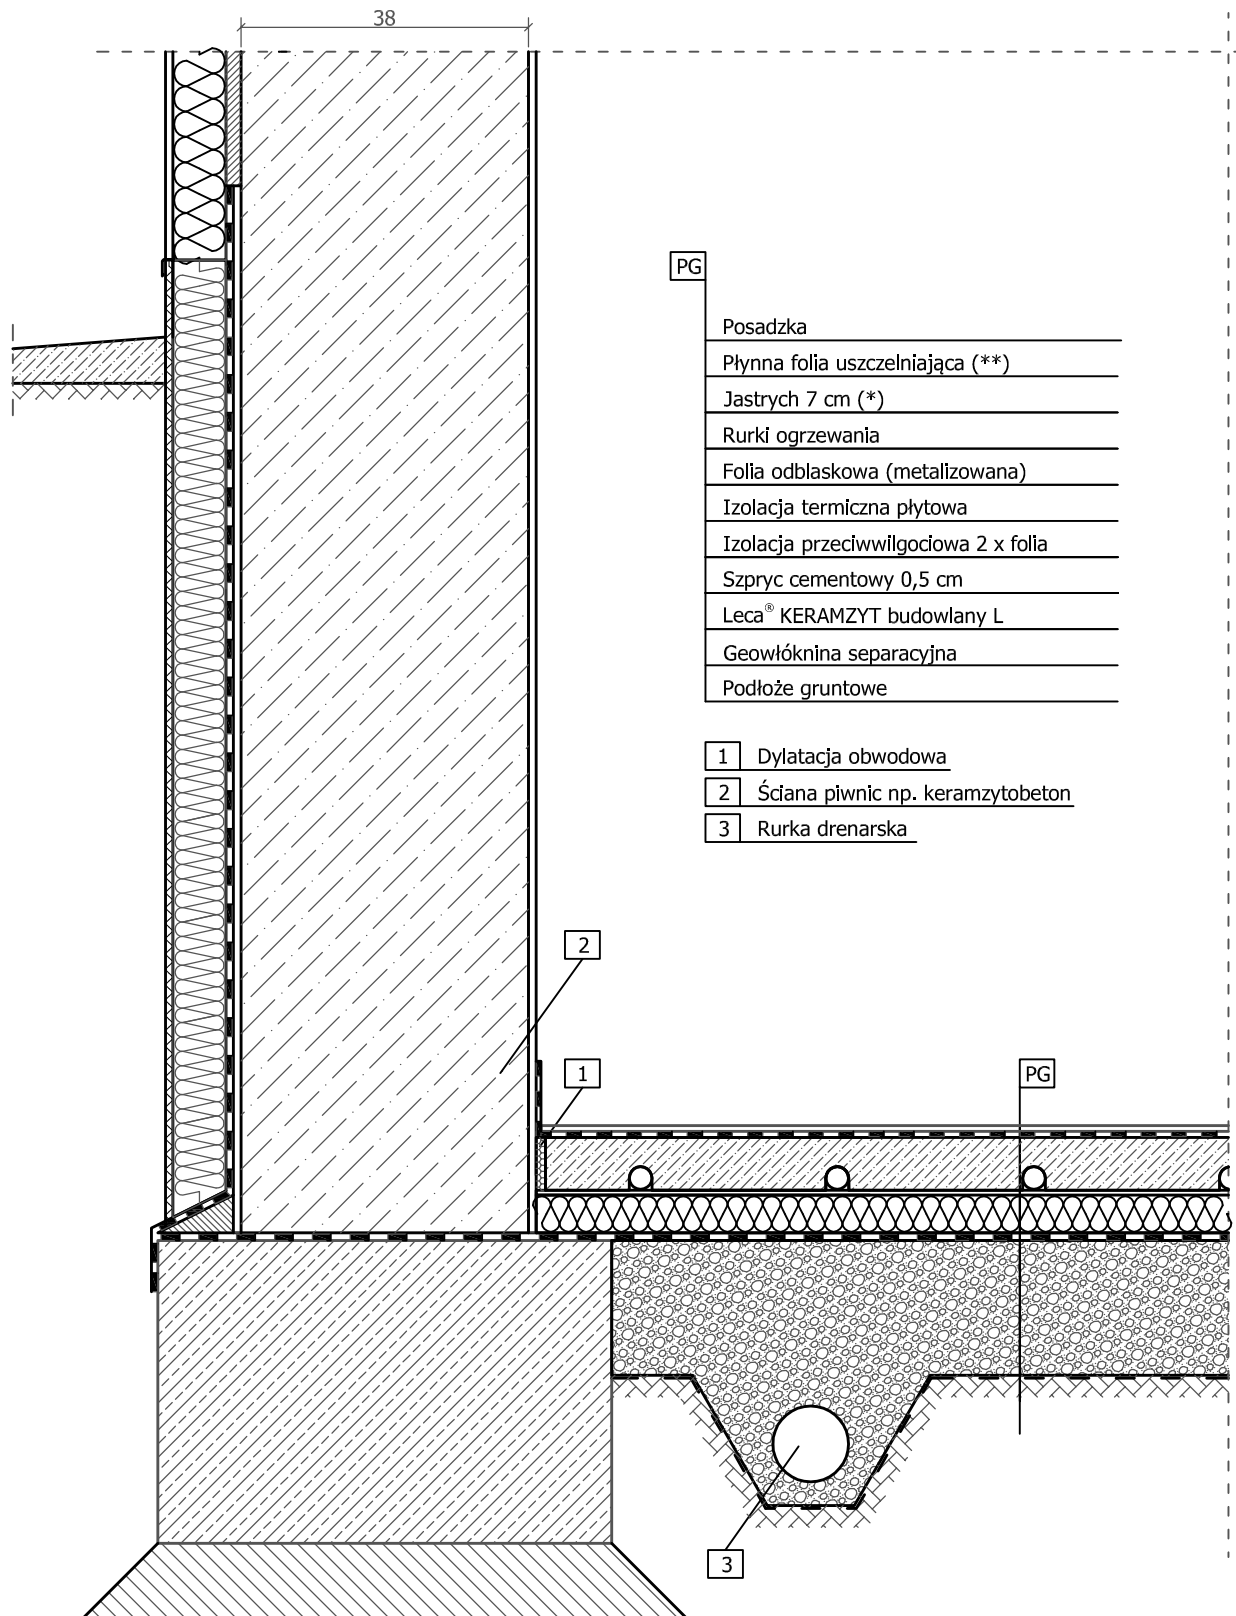 38
PG
Posadzka
Płynna folia uszczelniająca (**)
Jastrych 7 cm (*)
Rurki ogrzewania
Folia odblaskowa (metalizowana)
Izolacja termiczna płytowa
Izolacja przeciwwilgociowa 2 x folia
Szpryc cementowy 0,5 cm
Leca® KERAMZYT budowlany L
Geowłóknina separacyjna
Podłoże gruntowe
1 Dylatacja obwodowa
2 Ściana piwnic np. keramzytobeton
3 Rurka drenarska
2
1
PG
3